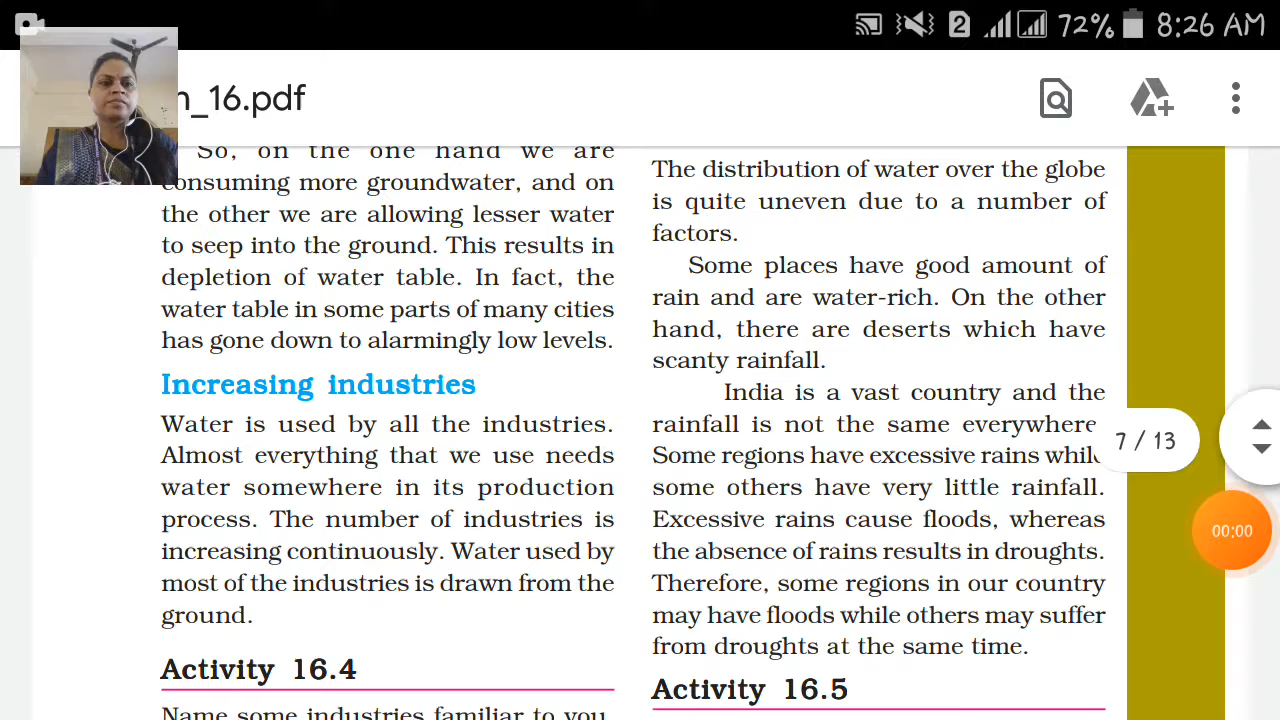 2 72% 8:26 AM
n_16.pdf
So, on the one hand we are
consuming more groundwater, and on
the other we are allowing lesser water
to seep into the ground. This results in
depletion of water table. In fact, the
water table in some parts of many cities
has gone down to alarmingly low levels.
Increasing industries
Water is used by all the industries.
Almost everything that we use needs
water somewhere in its production
process. The number of industries is
increasing continuously. Water used by
most of the industries is drawn from the
ground.
Activity 16.4
Name some industries familiar to you.
The distribution of water over the globe
is quite uneven due to a number of
factors.
Some places have good amount of
rain and are water-rich. On the other
hand, there are deserts which have
scanty rainfall.
India is a vast country and the
rainfall is not the same everywhere
Some regions have excessive rains while
some others have very little rainfall.
Excessive rains cause floods, whereas
the absence of rains results in droughts.
Therefore, some regions in our country
may have floods while others may suffer
from droughts at the same time.
Activity 16.5
7 / 13
00:00